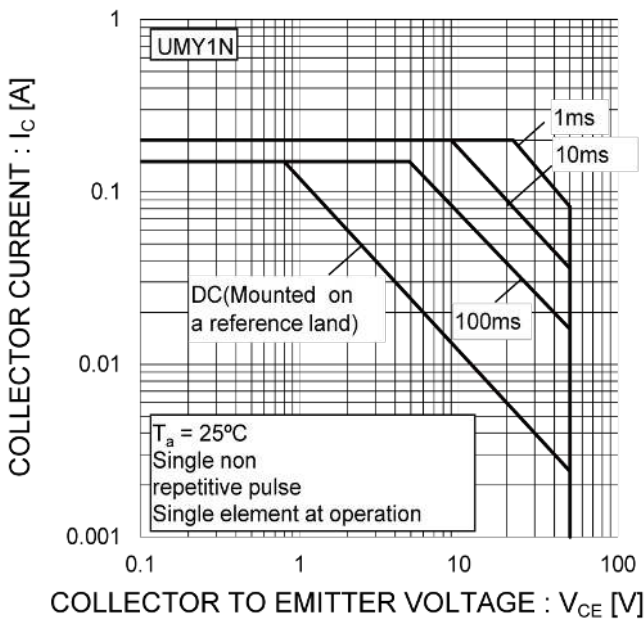 1
UMY1N
1ms
10ms
0.1
COLLECTOR CURRENT : IC [A]
DC(Mounted on
a reference land)
100ms
0.01
Ta = 25ºC
Single non
repetitive pulse
Single element at operation
0.001
0.1
1
10
100
COLLECTOR TO EMITTER VOLTAGE : VCE [V]